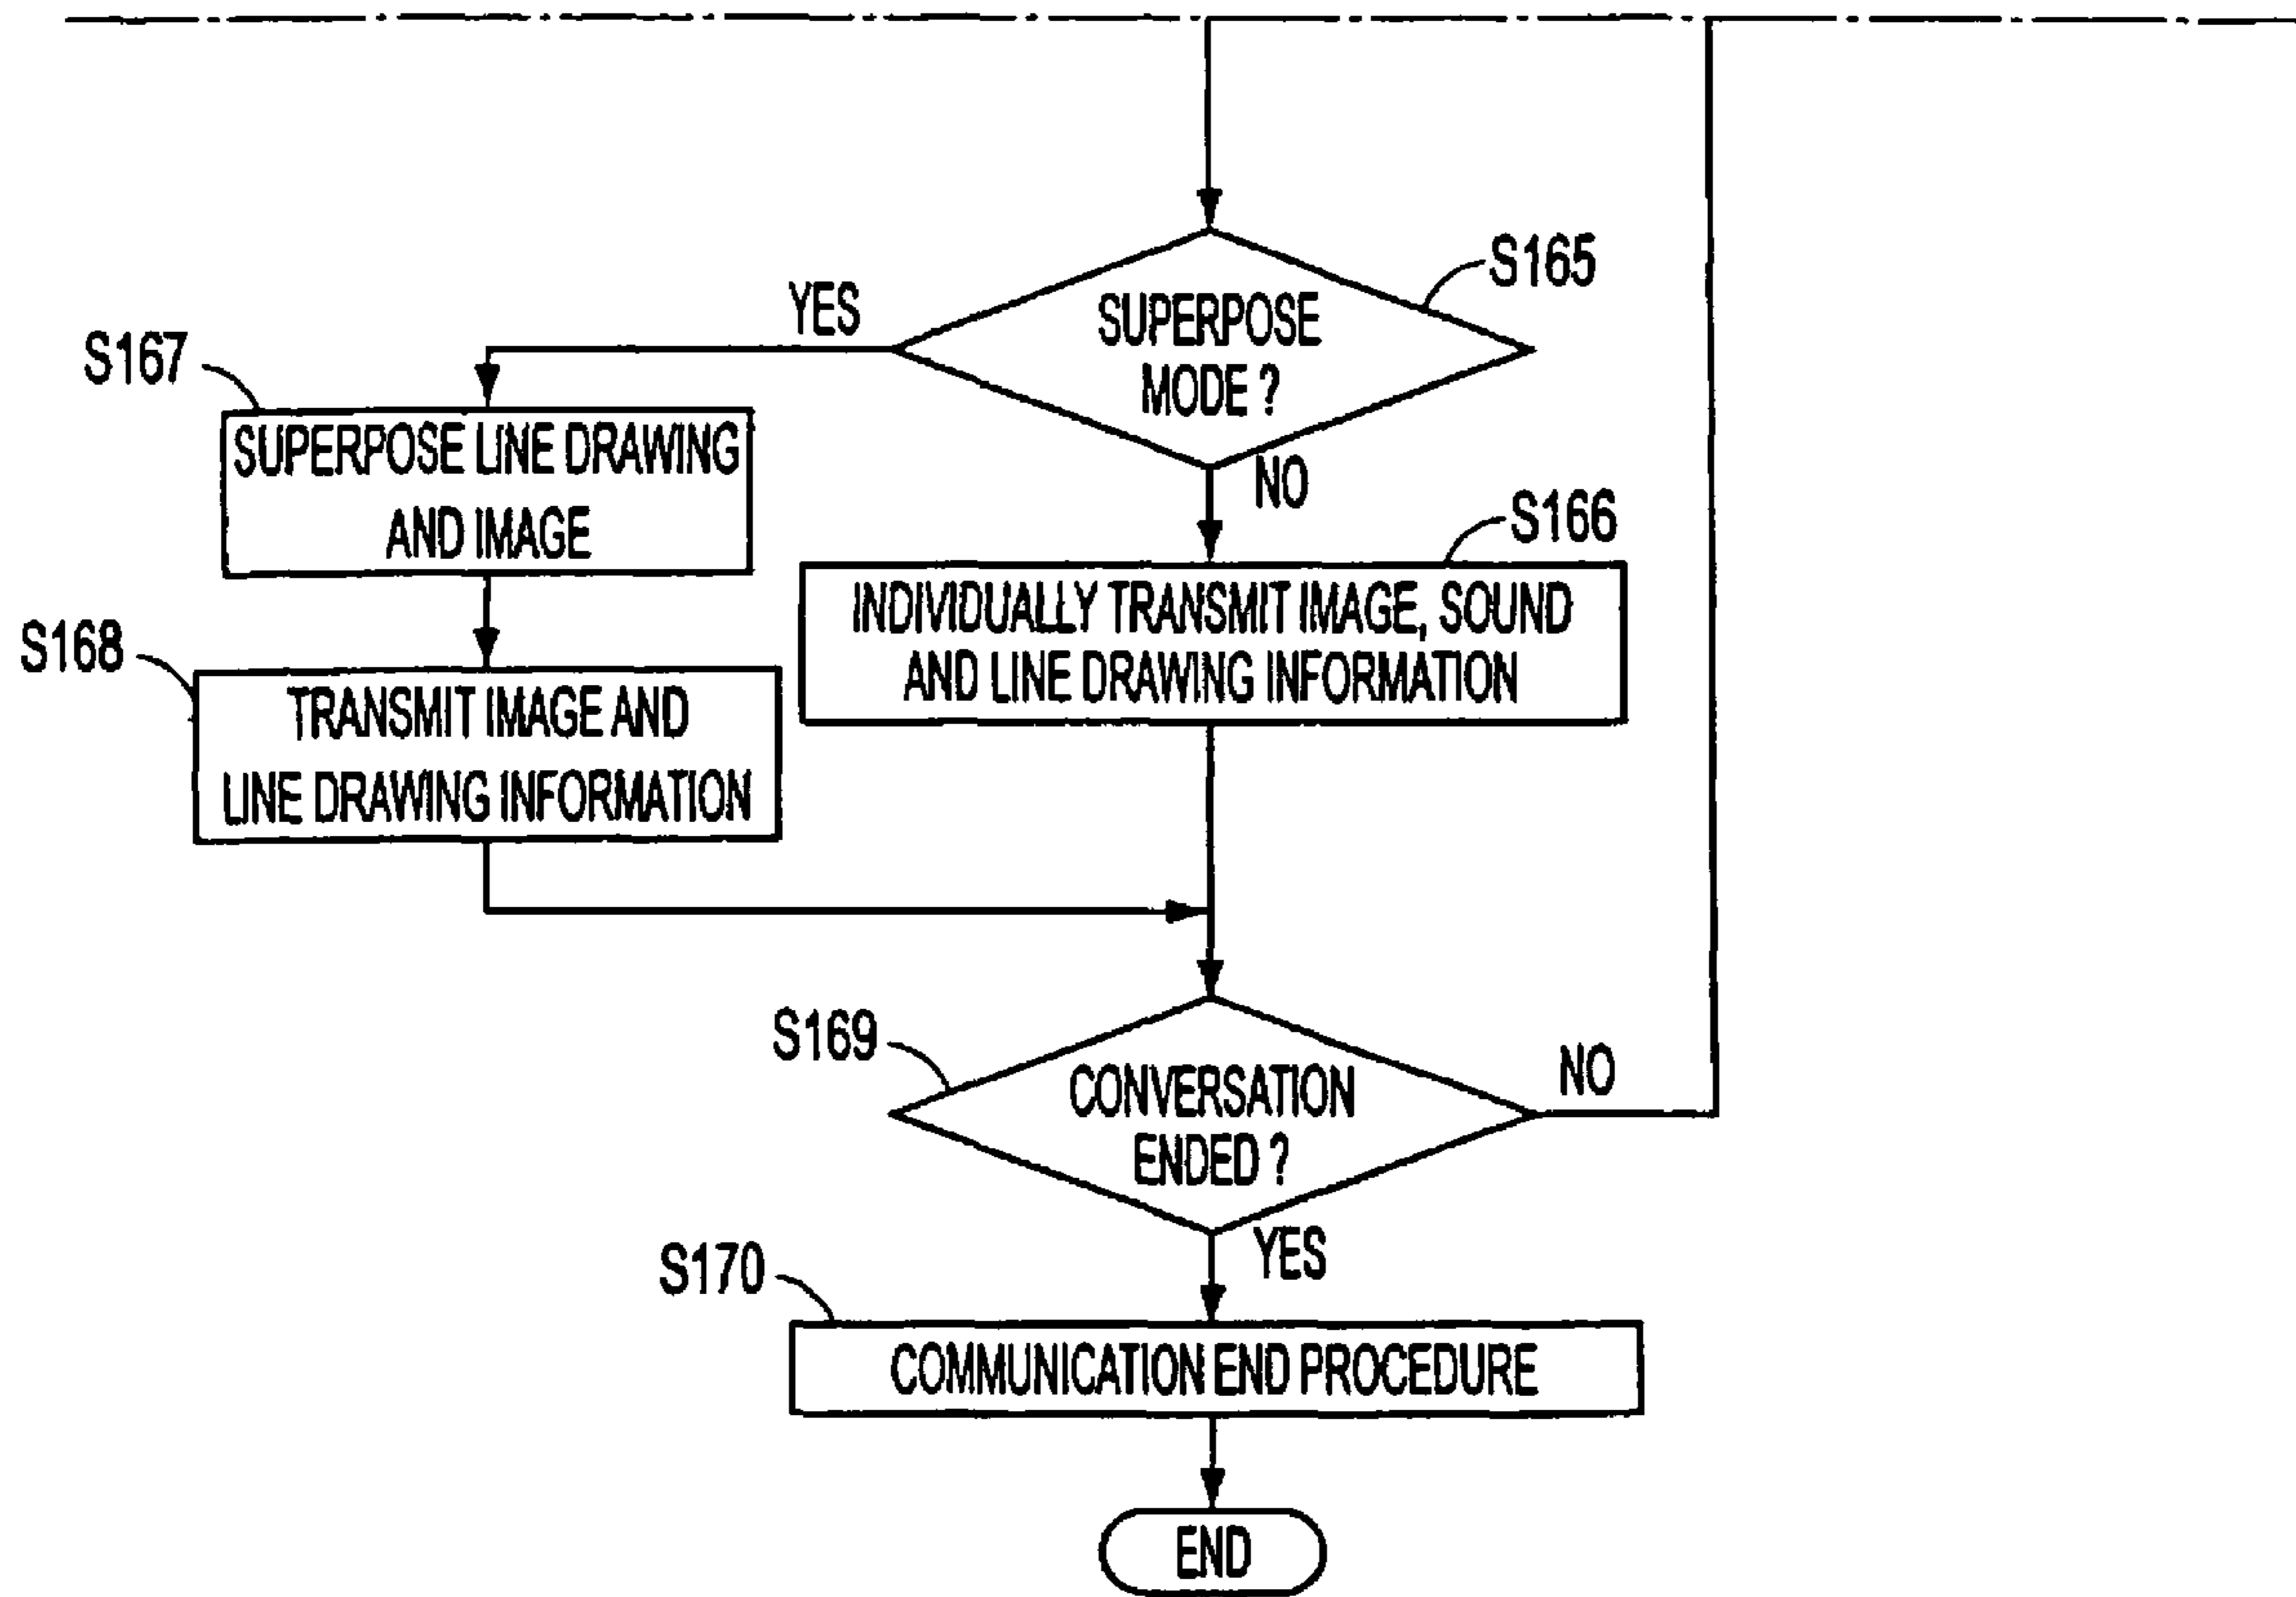 S165
SUPERPOSE
MODE ?
YES
NO
S167
SUPERPOSE LINE DRAWING
AND IMAGE
S166
INDIVIDUALLY TRANSMIT IMAGE, SOUND
AND LINE DRAWING INFORMATION
S168
TRANSMIT IMAGE AND
LINE DRAWING INFORMATION
S169
CONVERSATION
ENDED ?
NO
YES
S170
COMMUNICATION END PROCEDURE
END